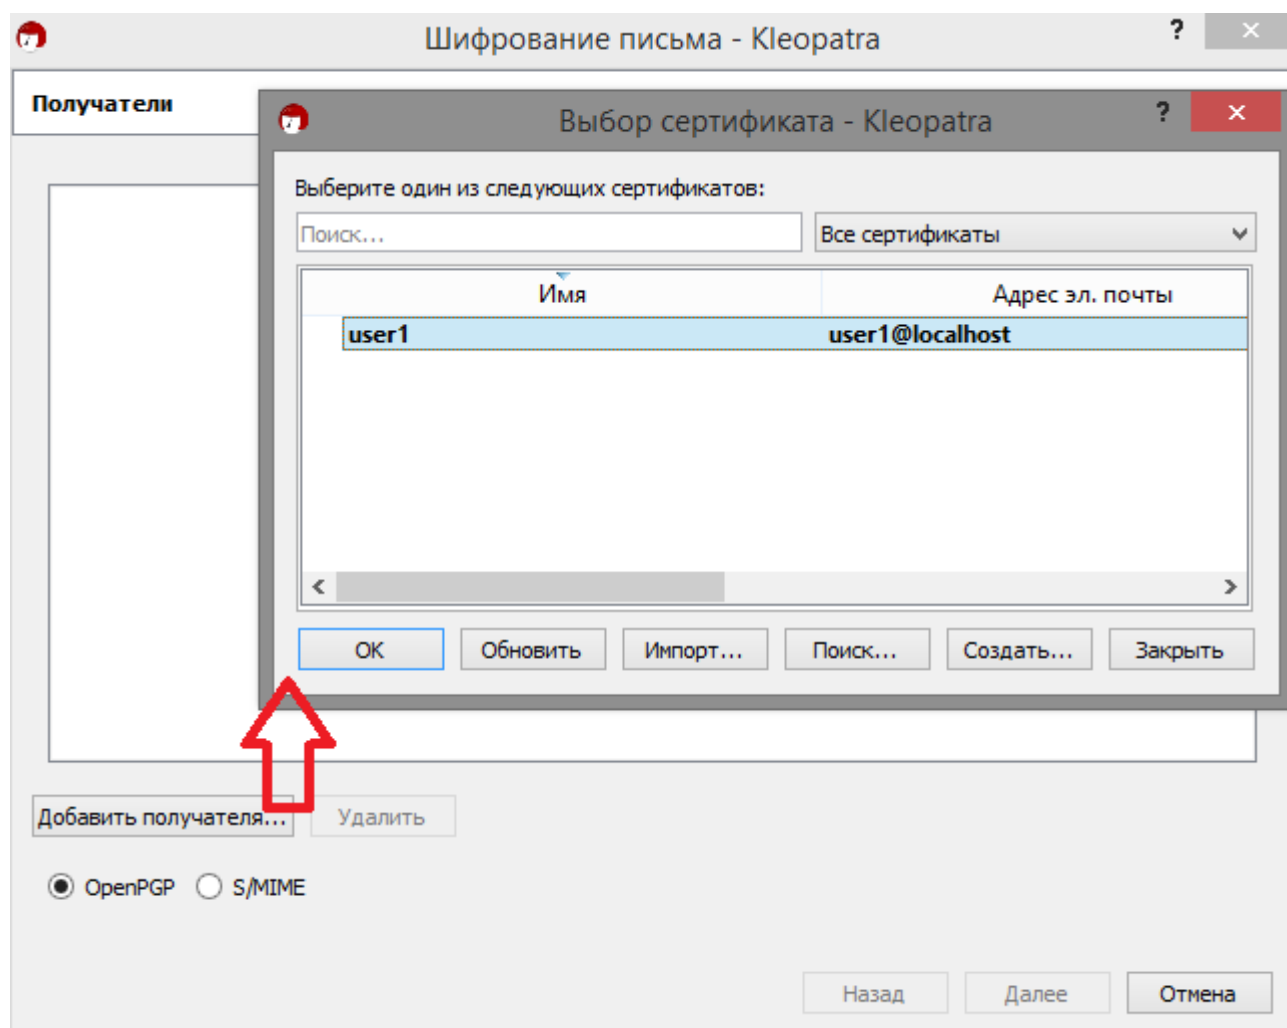 Шифрование письма - Kleopatra
?
Получатели
Выбор сертификата - Kleopatra
?
Выберите один из следующих сертификатов:
Поиск...
Все сертификаты
Имя
Адрес эл. почты
user1
user1@localhost
OK
Обновить
Импорт...
Поиск...
Создать...
Закрыть
Добавить получателя...
Удалить
OpenPGP
S/MIME
Назад
Далее
Отмена